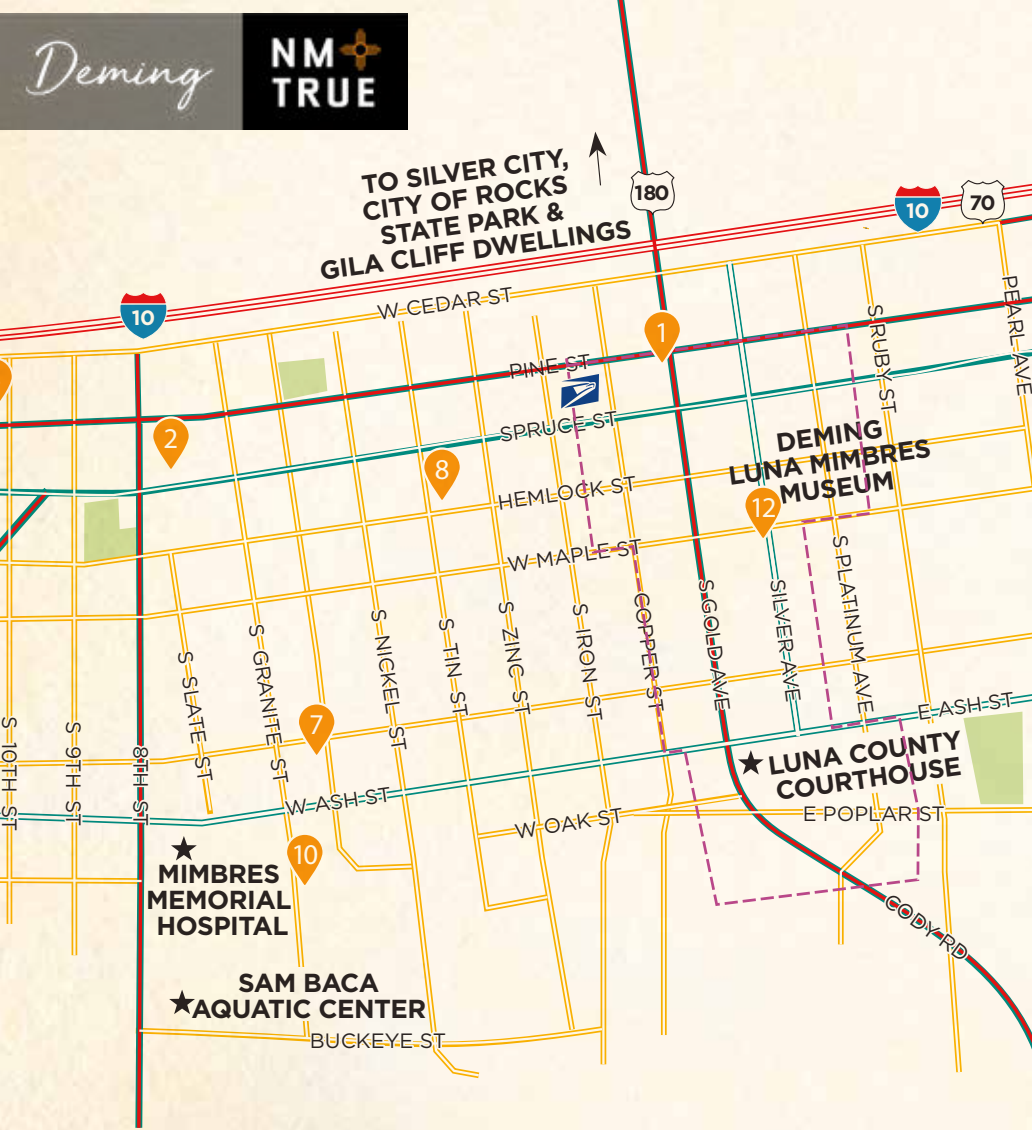 Deming
NM
TRUE
TO SILVER CITY,
CITY OF ROCKS
STATE PARK &
GILA CLIFF DWELLINGS
180
10
70
W CEDAR ST
10
PEARL AVE
S RUBY ST
1
PINE ST
2
SPRUCE ST
8
DEMING
LUNA MIMBRES
MUSEUM
HEMLOCK ST
12
W MAPLE ST
S PLATINUM AVE
SILVER AVE
S GOLD AVE
COPPER ST
S IRON ST
S ZINC ST
S TIN ST
S NICKEL ST
S GRANITE ST
S SLATE ST
8TH ST
S 9TH ST
S 10TH ST
7
E ASH ST
LUNA COUNTY
COURTHOUSE
W ASH ST
W OAK ST
E POPLAR ST
10
MIMBRES
MEMORIAL
HOSPITAL
CODY RD
SAM BACA
AQUATIC CENTER
BUCKEYE ST